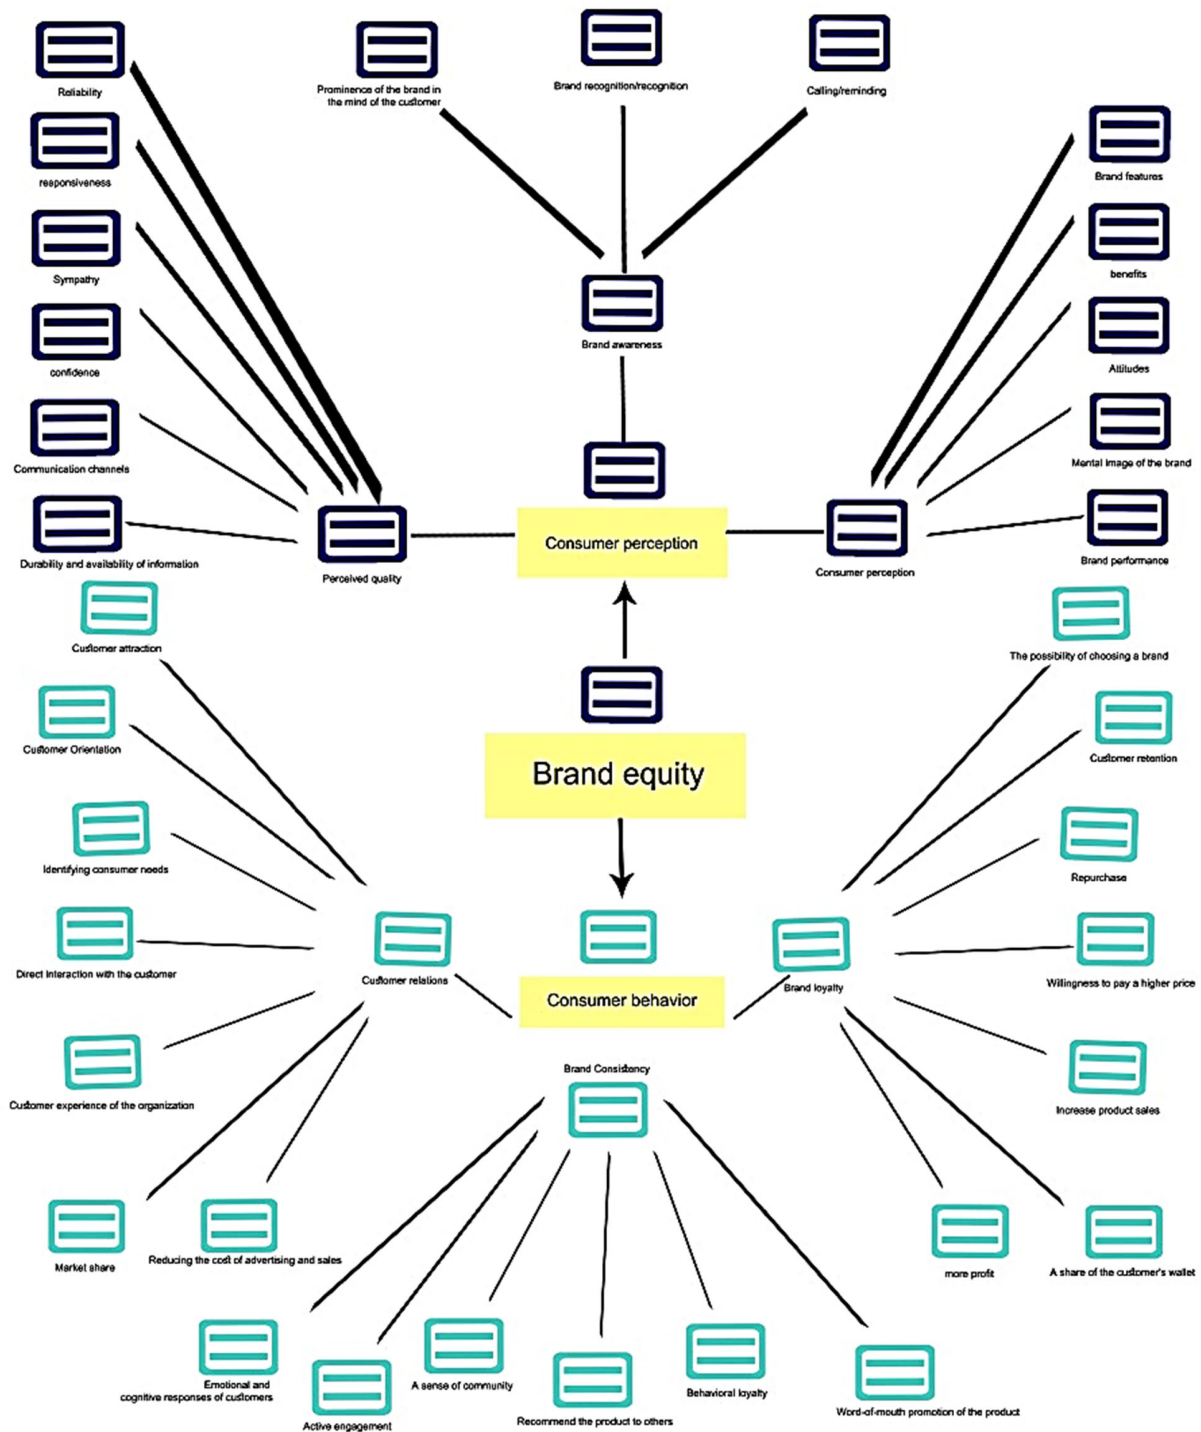 Reliability
Prominence of the brand in
the mind of the customer
Brand recognition/recognition
Calling/reminding
responsiveness
Brand features
Sympathy
benefits
confidence
Brand awareness
Attitudes
Communication channels
Mental image of the brand
Durability and availability of information
Perceived quality
Consumer perception
Consumer perception
Brand performance
Customer attraction
The possibility of choosing a brand
Customer Orientation
Brand equity
Customer retention
Identifying consumer needs
Repurchase
Direct interaction with the customer
Customer relations
Consumer behavior
Brand loyalty
Willingness to pay a higher price
Brand Consistency
Customer experience of the organization
Increase product sales
Market share
Reducing the cost of advertising and sales
more profit
A share of the customer's wallet
Emotional and
cognitive responses of customers
Active engagement
A sense of community
Recommend the product to others
Behavioral loyalty
Word-of-mouth promotion of the product